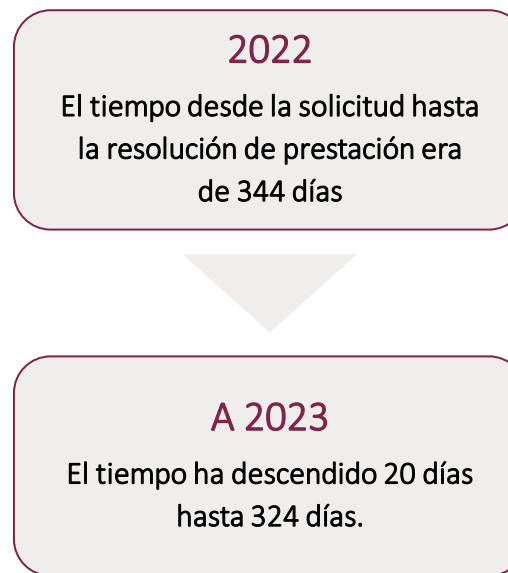 2022
El tiempo desde la solicitud hasta
la resolución de prestación era
de 344 días
A 2023
El tiempo ha descendido 20 días
hasta 324 días.